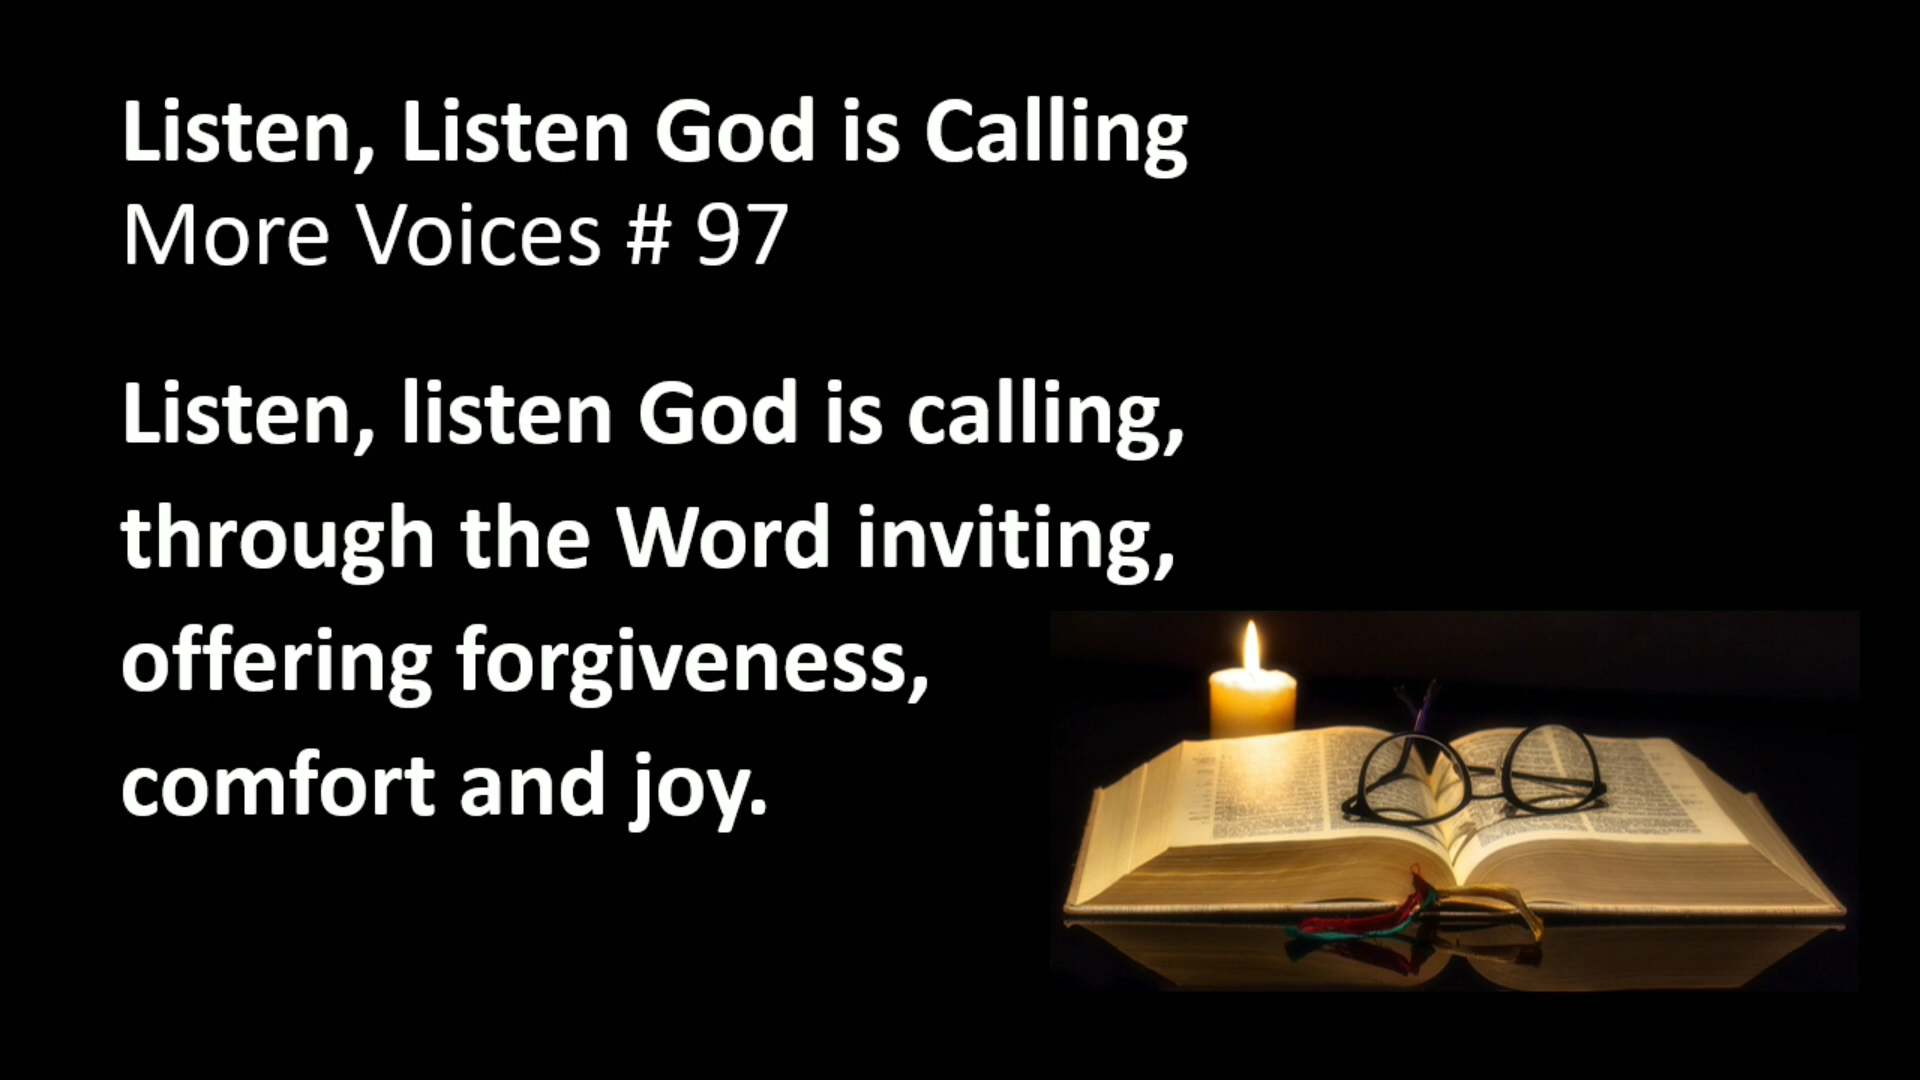 Listen, Listen God is Calling
More Voices # 97
Listen, listen God is calling,
through the Word inviting,
offering forgiveness,
comfort and joy.